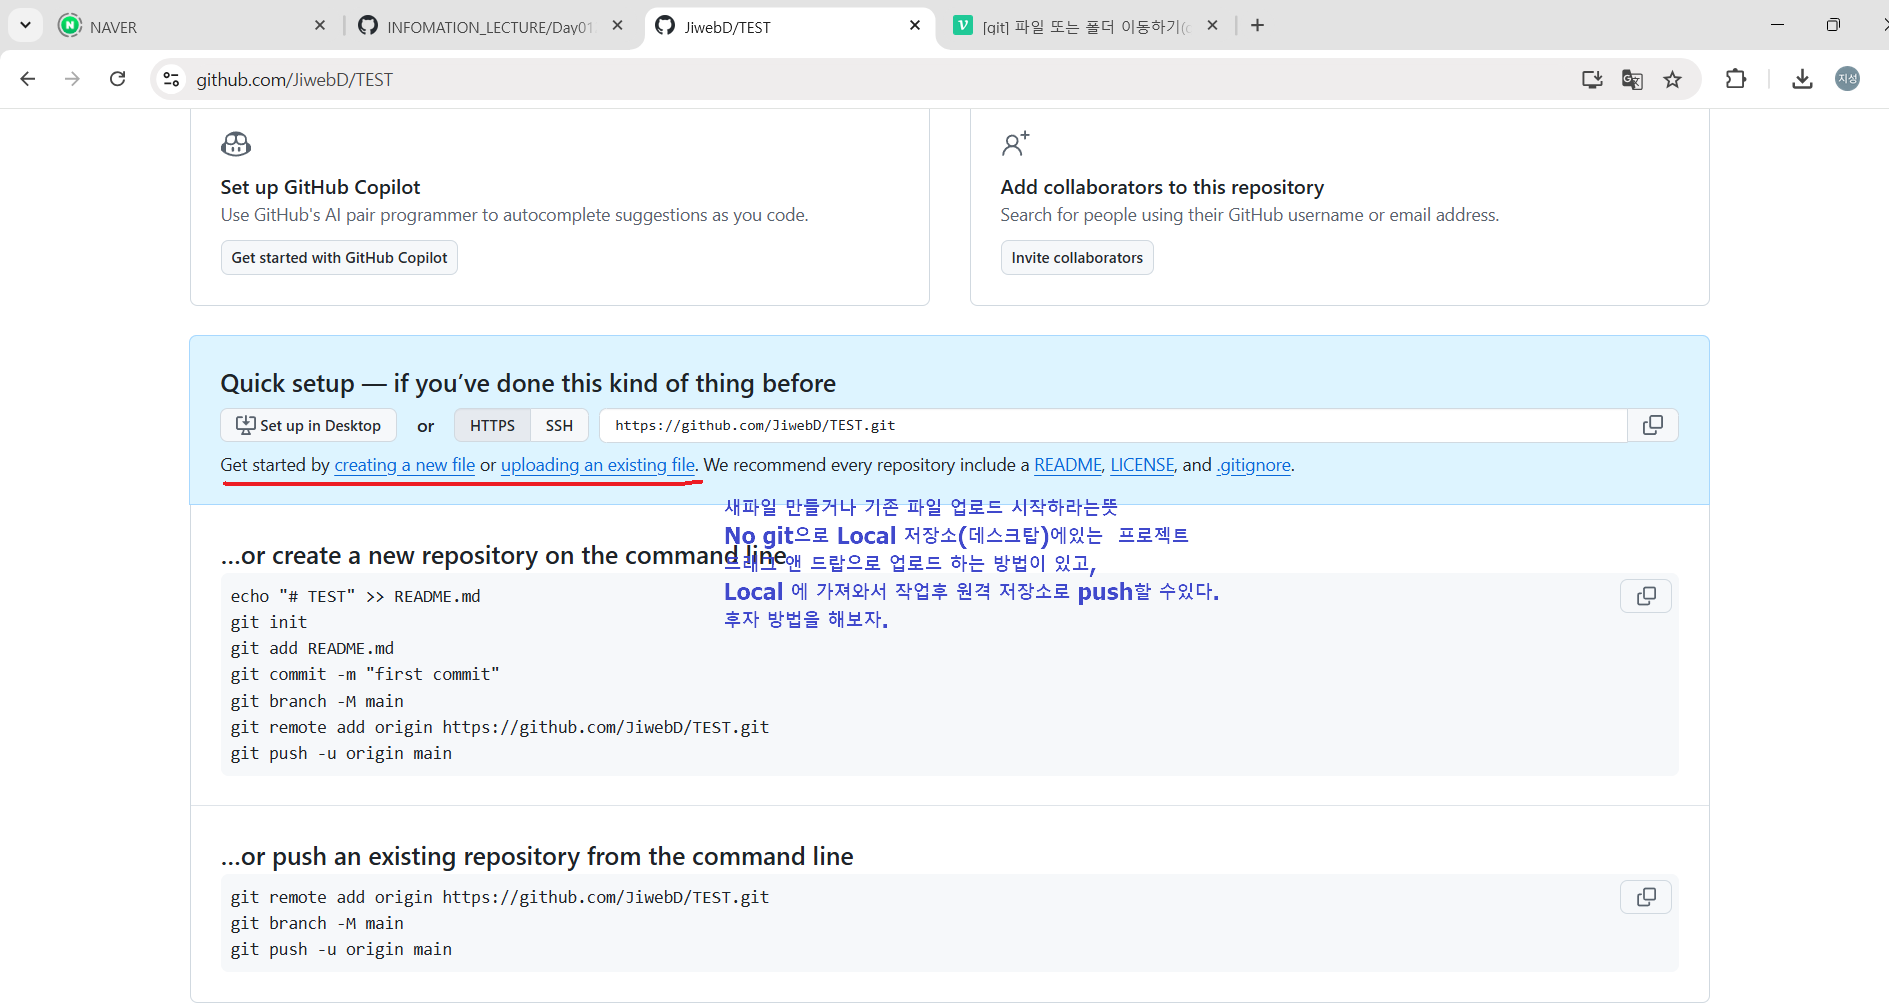 NAVER
INFOMATION_LECTURE/Day01
JiwebD/TEST
[git] 파일 또는 폴더 이동하기(
github.com/JiwebD/TEST
지성
Set up GitHub Copilot
Use GitHub's AI pair programmer to autocomplete suggestions as you code.
Get started with GitHub Copilot
Add collaborators to this repository
Search for people using their GitHub username or email address.
Invite collaborators
Quick setup — if you’ve done this kind of thing before
Set up in Desktop or HTTPS SSH https://github.com/JiwebD/TEST.git
Get started by creating a new file or uploading an existing file. We recommend every repository include a README, LICENSE, and .gitignore.
새파일 만들거나 기존 파일 업로드 시작하라는뜻
No git으로 Local 저장소(데스크탑)에있는 프로젝트
드래그 앤 드랍으로 업로드 하는 방법이 있고,
Local 에 가져와서 작업후 원격 저장소로 push할 수있다.
후자 방법을 해보자.
…or create a new repository on the command line
echo "# TEST" >> README.md
git init
git add README.md
git commit -m "first commit"
git branch -M main
git remote add origin https://github.com/JiwebD/TEST.git
git push -u origin main
…or push an existing repository from the command line
git remote add origin https://github.com/JiwebD/TEST.git
git branch -M main
git push -u origin main